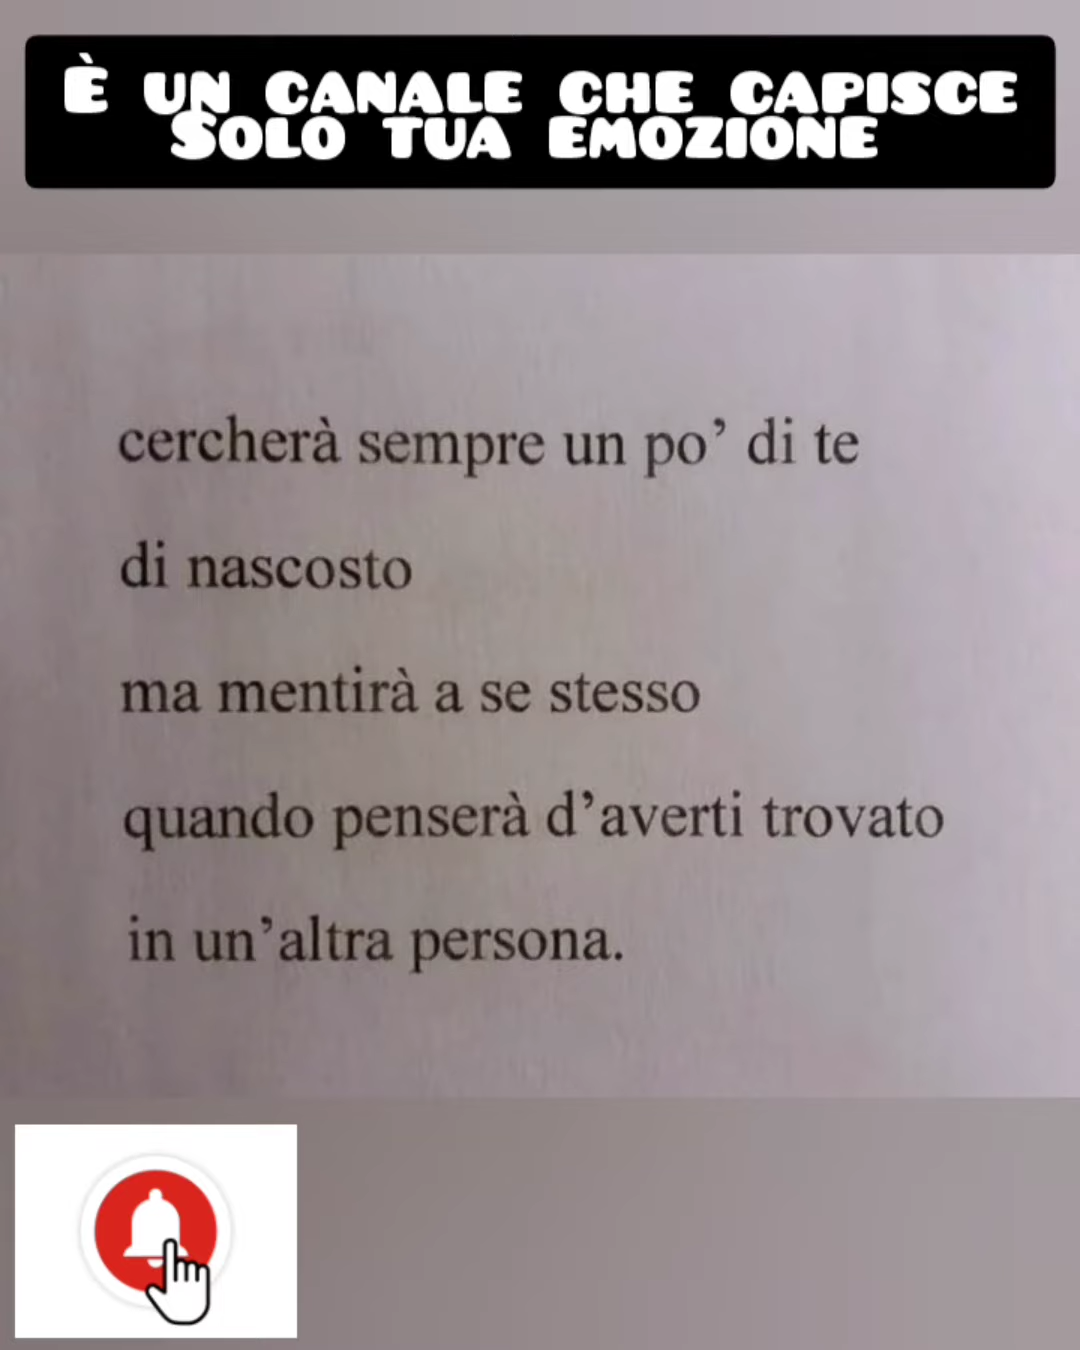 È UN CANALE CHE CAPISCE
SOLO TUA EMOZIONE
cercherà sempre un po’ di te
di nascosto
ma mentirà a se stesso
quando penserà d’averti trovato
in un’altra persona.